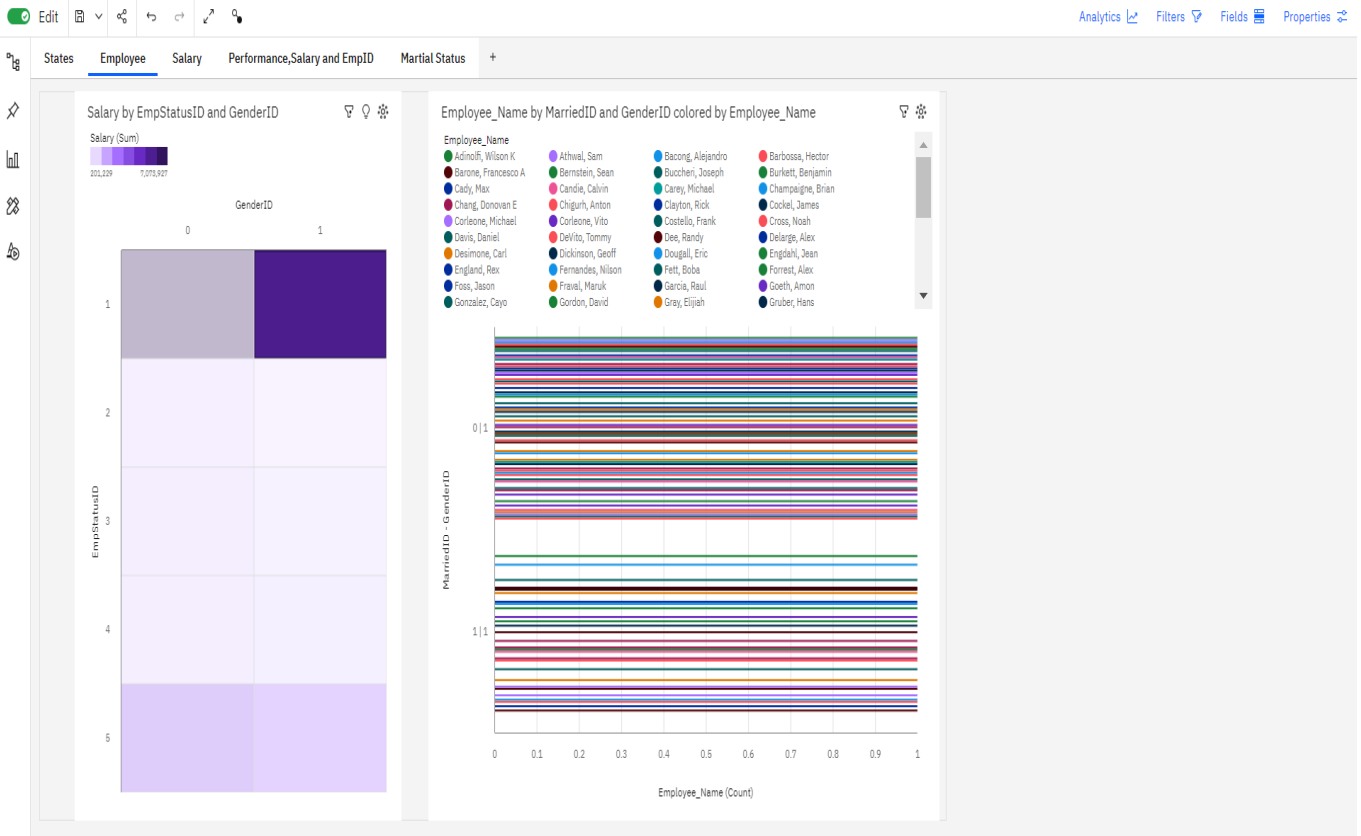 Edit
Analytics Filters Fields Properties
States Employee Salary Performance,Salary and EmpID Martial Status +
Salary by EmpStatusID and GenderID
Salary (Sum)
201,229 7,073,927
GenderID
0 1
1
2
3
4
5
EmpStatusID
Employee_Name by MarriedID and GenderID colored by Employee_Name
Employee_Name
Adinolfi, Wilson K Athwal, Sam Bacong, Alejandro Barbossa, Hector
Barone, Francesco A Bernstein, Sean Buccheri, Joseph Burkett, Benjamin
Cady, Max Candie, Calvin Carey, Michael Champaigne, Brian
Chang, Donovan E Chigurh, Anton Clayton, Rick Cockel, James
Corleone, Michael Corleone, Vito Costello, Frank Cross, Noah
Davis, Daniel DeVito, Tommy Dee, Randy Delarge, Alex
Desimone, Carl Dickinson, Geoff Dougall, Eric Engdahl, Jean
England, Rex Fernandes, Nilson Fett, Boba Forrest, Alex
Foss, Jason Fraval, Maruk Garcia, Raul Goeth, Amon
Gonzalez, Cayo Gordon, David Gray, Elijiah Gruber, Hans
0|1
1|1
MarriedID - GenderID
0 0.1 0.2 0.3 0.4 0.5 0.6 0.7 0.8 0.9 1
Employee_Name (Count)